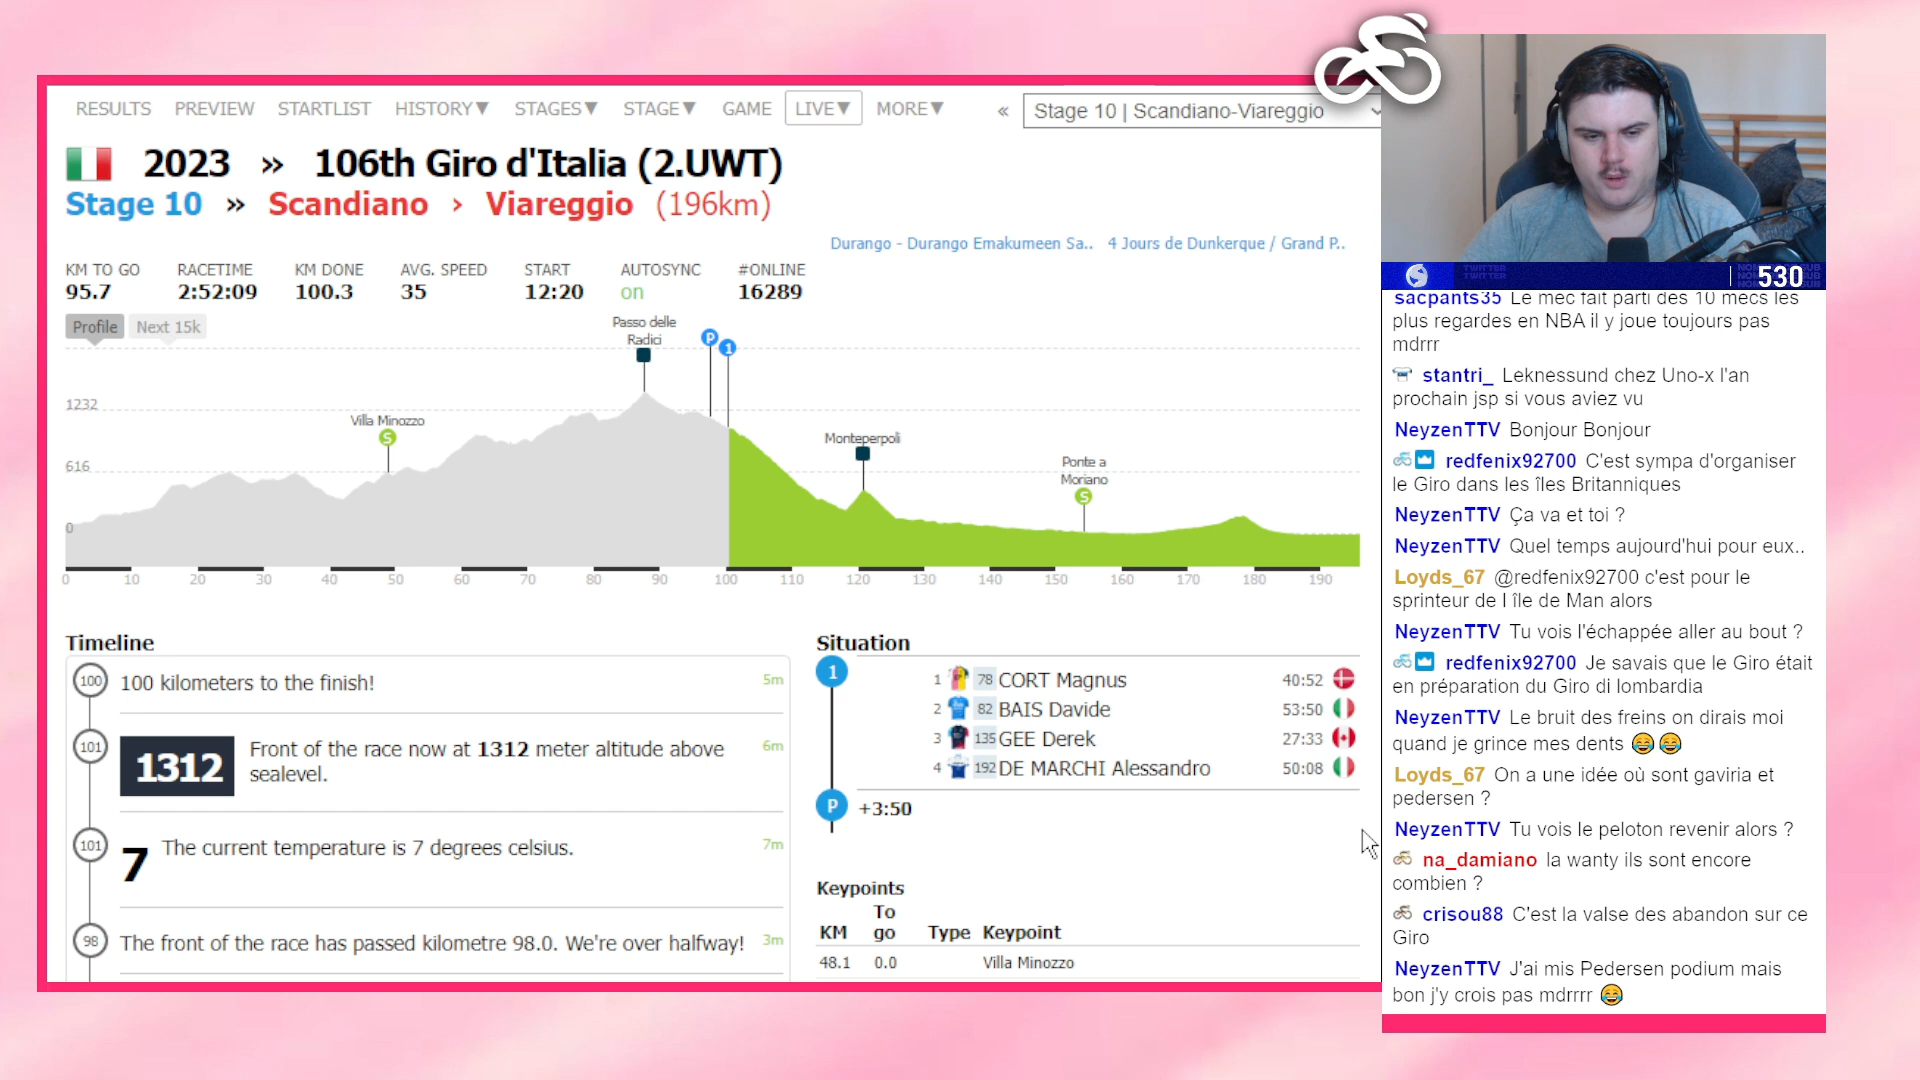 RESULTS PREVIEW STARTLIST HISTORY▼ STAGES▼ STAGE▼ GAME LIVE▼ MORE▼ « Stage 10 | Scandiano-Viareggio
2023 » 106th Giro d'Italia (2.UWT)
Stage 10 » Scandiano › Viareggio (196km)
Durango - Durango Emakumeen Sa.. 4 Jours de Dunkerque / Grand P..
KM TO GO RACETIME KM DONE AVG. SPEED START AUTOSYNC #ONLINE
95.7 2:52:09 100.3 35 12:20 on 16289
Profile Next 15k
Passo delle
Radici
P
1
1232
Villa Minozzo
S
Monteperpoli
616
Ponte a
Moriano
S
0
0 10 20 30 40 50 60 70 80 90 100 110 120 130 140 150 160 170 180 190
Timeline
100 100 kilometers to the finish! 5m
101 1312 Front of the race now at 1312 meter altitude above
sealevel. 6m
101 7 The current temperature is 7 degrees celsius. 7m
98 The front of the race has passed kilometre 98.0. We're over halfway! 3m
Situation
1
1 78 CORT Magnus 40:52
2 82 BAIS Davide 53:50
3 135 GEE Derek 27:33
4 192 DE MARCHI Alessandro 50:08
P +3:50
Keypoints
KM To go Type Keypoint
48.1 0.0 Villa Minozzo
TWITTER
TWITTER
530
sacpants35 Le mec fait parti des 10 mecs les
plus regardes en NBA il y joue toujours pas
mdrrr
stantri_ Leknessund chez Uno-x l'an
prochain jsp si vous aviez vu
NeyzenTTV Bonjour Bonjour
redfenix92700 C'est sympa d'organiser
le Giro dans les îles Britanniques
NeyzenTTV Ça va et toi ?
NeyzenTTV Quel temps aujourd'hui pour eux..
Loyds_67 @redfenix92700 c'est pour le
sprinteur de l île de Man alors
NeyzenTTV Tu vois l'échappée aller au bout ?
redfenix92700 Je savais que le Giro était
en préparation du Giro di lombardia
NeyzenTTV Le bruit des freins on dirais moi
quand je grince mes dents 😂 😂
Loyds_67 On a une idée où sont gaviria et
pedersen ?
NeyzenTTV Tu vois le peloton revenir alors ?
na_damiano la wanty ils sont encore
combien ?
crisou88 C'est la valse des abandon sur ce
Giro
NeyzenTTV J'ai mis Pedersen podium mais
bon j'y crois pas mdrrrr 😂